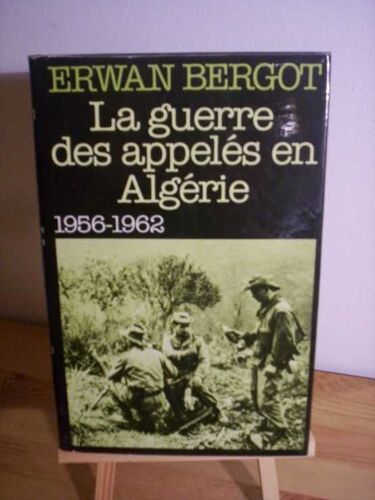 ERWAN BERGOT
La guerre
des appelés en
Algérie
1956-1962